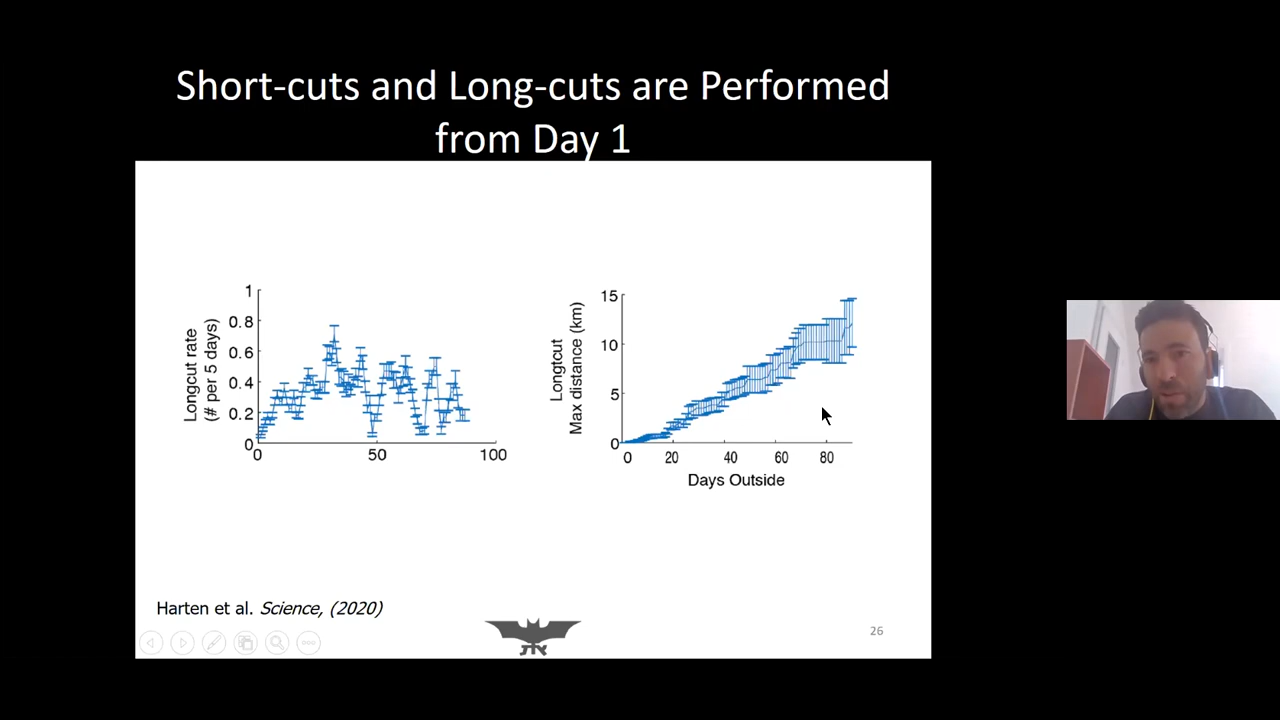 Short-cuts and Long-cuts are Performed
from Day 1
Longcut rate
(# per 5 days)
1
0.8
0.6
0.4
0.2
0
0
50
100
Longtcut
Max distance (km)
15
10
5
0
0
20
40
60
80
Days Outside
Harten et al. Science, (2020)
26